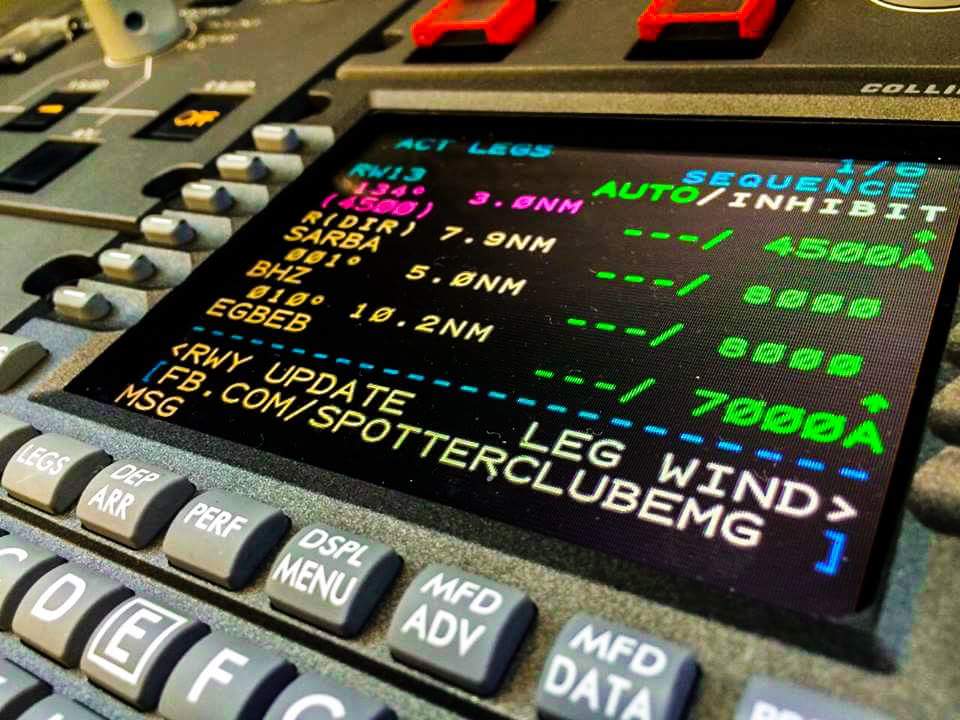 OFF
COLLI
ACT LEGS 1/6
RW13 SEQUENCE
134° 3.0NM AUTO/INHIBIT
(4500) ---/ 4500A
R(DIR) 7.9NM
SARBA ---/ 8000
001° 5.0NM
BHZ ---/ 8000
010° 10.2NM
EGBEB ---/ 7000A
<RWY UPDATE LEG WIND>
[FB.COM/SPOTTERCLUBEMG ]
MSG
LEGS
DEP ARR
PERF
DSPL MENU
MFD ADV
MFD DATA
C D E F G